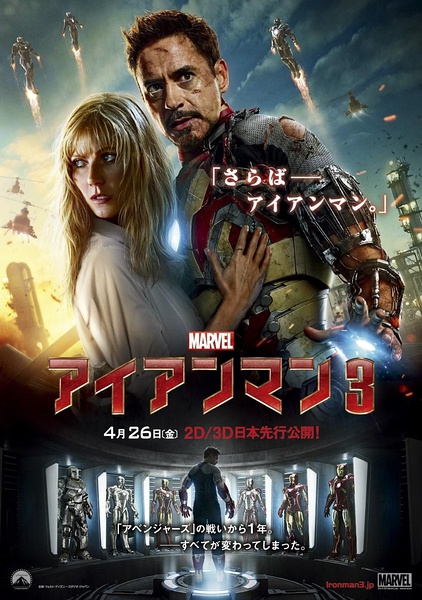 「さらば――
アイアンマン。」
MARVEL
アイアンマン3
4月26日[金] 2D/3D日本先行公開!
「アベンジャーズ」の戦いから1年。
――すべてが変わってしまった。
Ironman3.jp
MARVEL